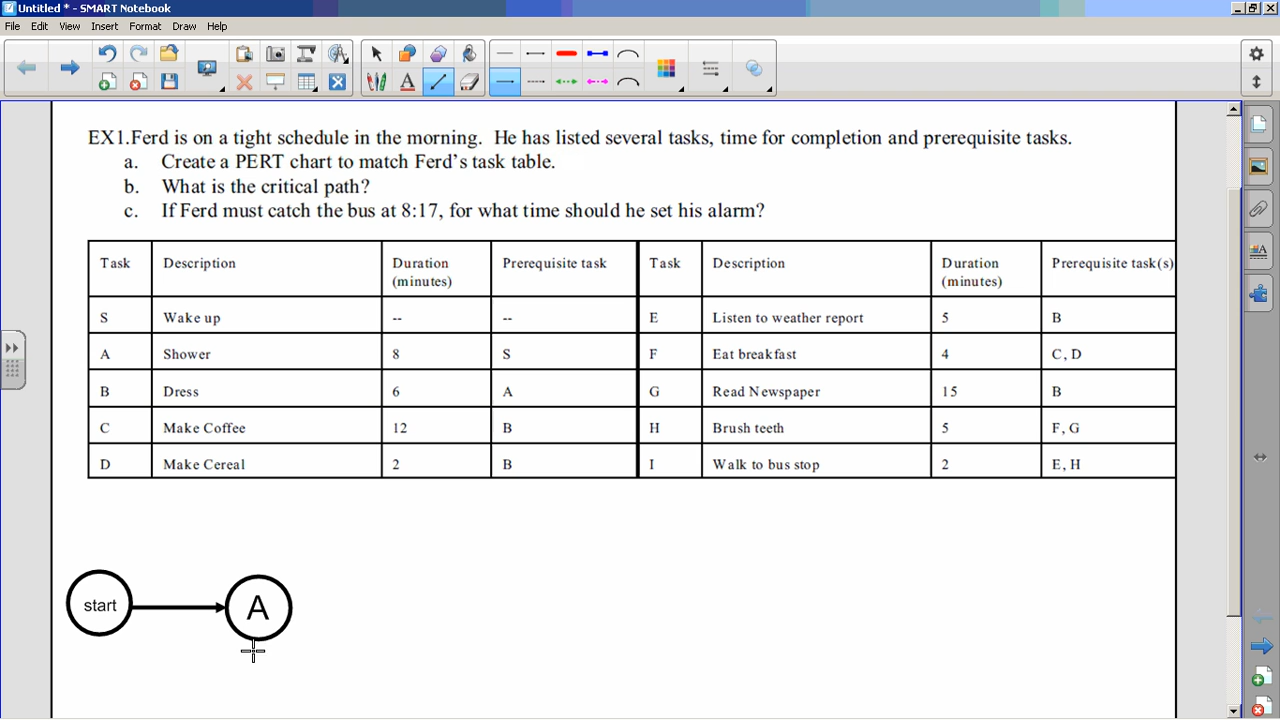 Untitled * - SMART Notebook
File Edit View Insert Format Draw Help
EX1.Ferd is on a tight schedule in the morning. He has listed several tasks, time for completion and prerequisite tasks.
a. Create a PERT chart to match Ferd's task table.
b. What is the critical path?
c. If Ferd must catch the bus at 8:17, for what time should he set his alarm?
Task Description Duration (minutes) Prerequisite task Task Description Duration (minutes) Prerequisite task(s)
S Wake up -- -- E Listen to weather report 5 B
A Shower 8 S F Eat breakfast 4 C, D
B Dress 6 A G Read Newspaper 15 B
C Make Coffee 12 B H Brush teeth 5 F, G
D Make Cereal 2 B I Walk to bus stop 2 E, H
start A